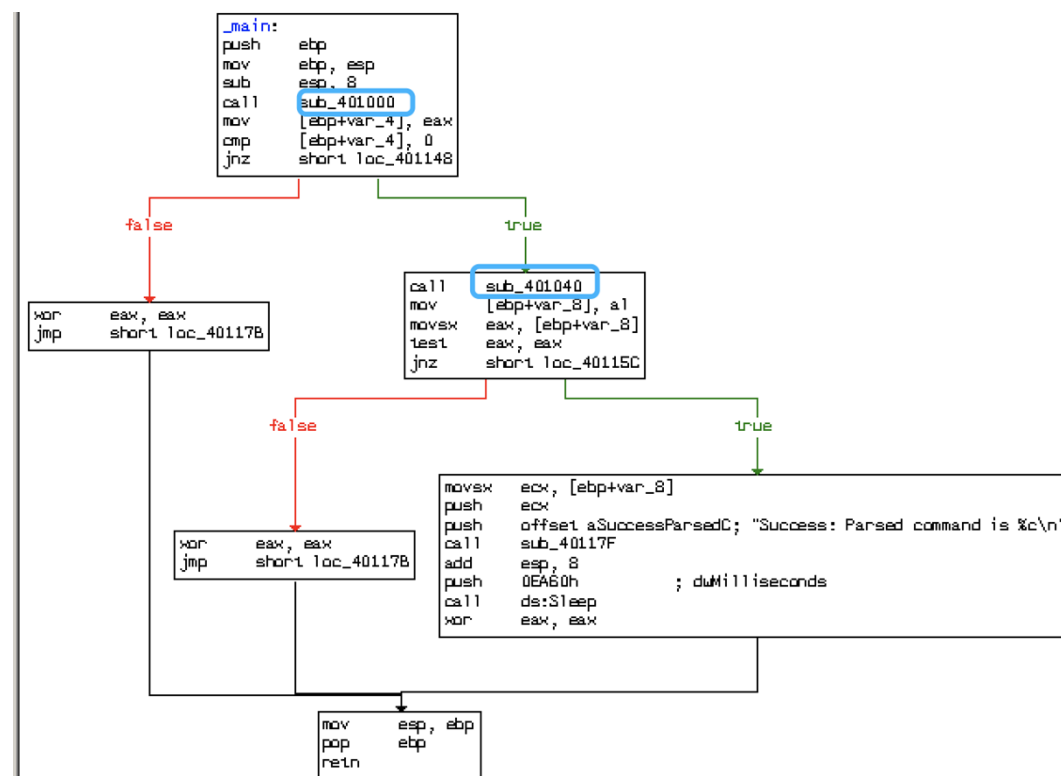 _main:
push ebp
mov ebp, esp
sub esp, 8
call sub_401000
mov [ebp+var_4], eax
cmp [ebp+var_4], 0
jnz short loc_401148
false
true
call sub_401040
mov [ebp+var_8], al
movsx eax, [ebp+var_8]
test eax, eax
jnz short loc_40115C
xor eax, eax
jmp short loc_40117B
false
true
movsx ecx, [ebp+var_8]
push ecx
push offset aSuccessParsedC; "Success: Parsed command is %c\n"
call sub_40117F
add esp, 8
push 0EA60h ; dwMilliseconds
call ds:Sleep
xor eax, eax
xor eax, eax
jmp short loc_40117B
mov esp, ebp
pop ebp
retn